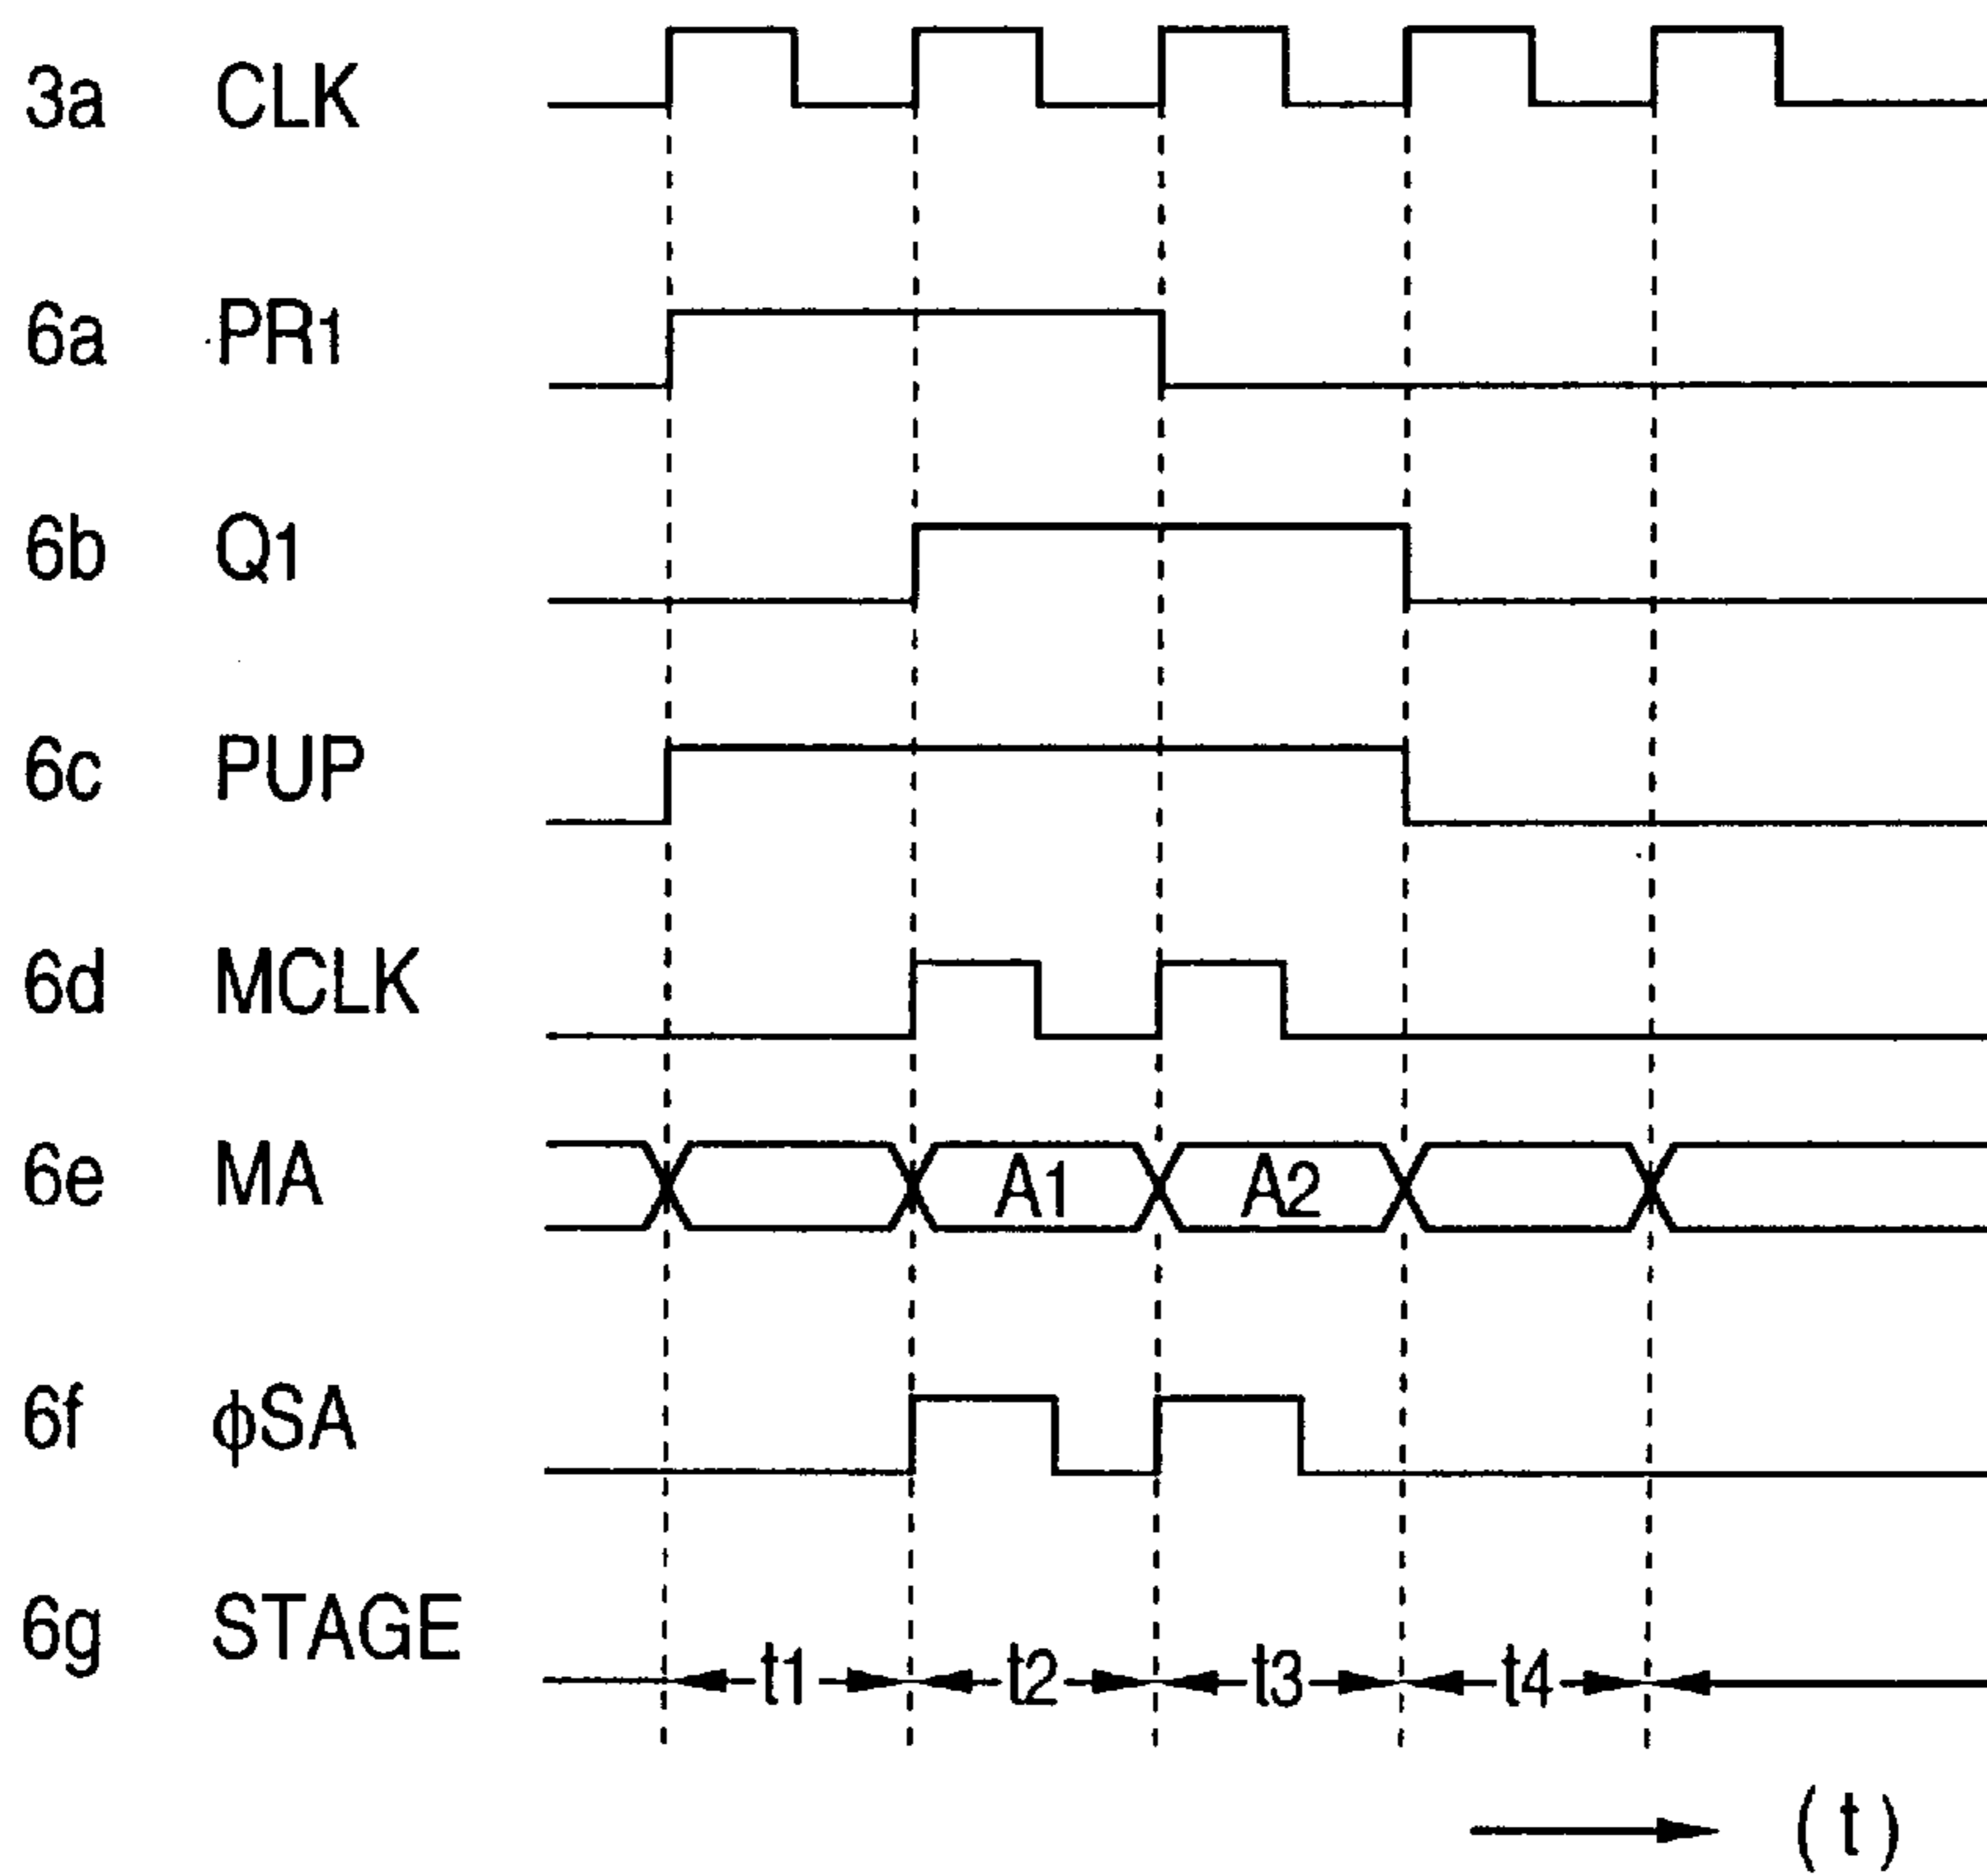 3a CLK
6a PR1
6b Q1
6c PUP
6d MCLK
6e MA A1 A2
6f ϕSA
6g STAGE t1 t2 t3 t4
(t)